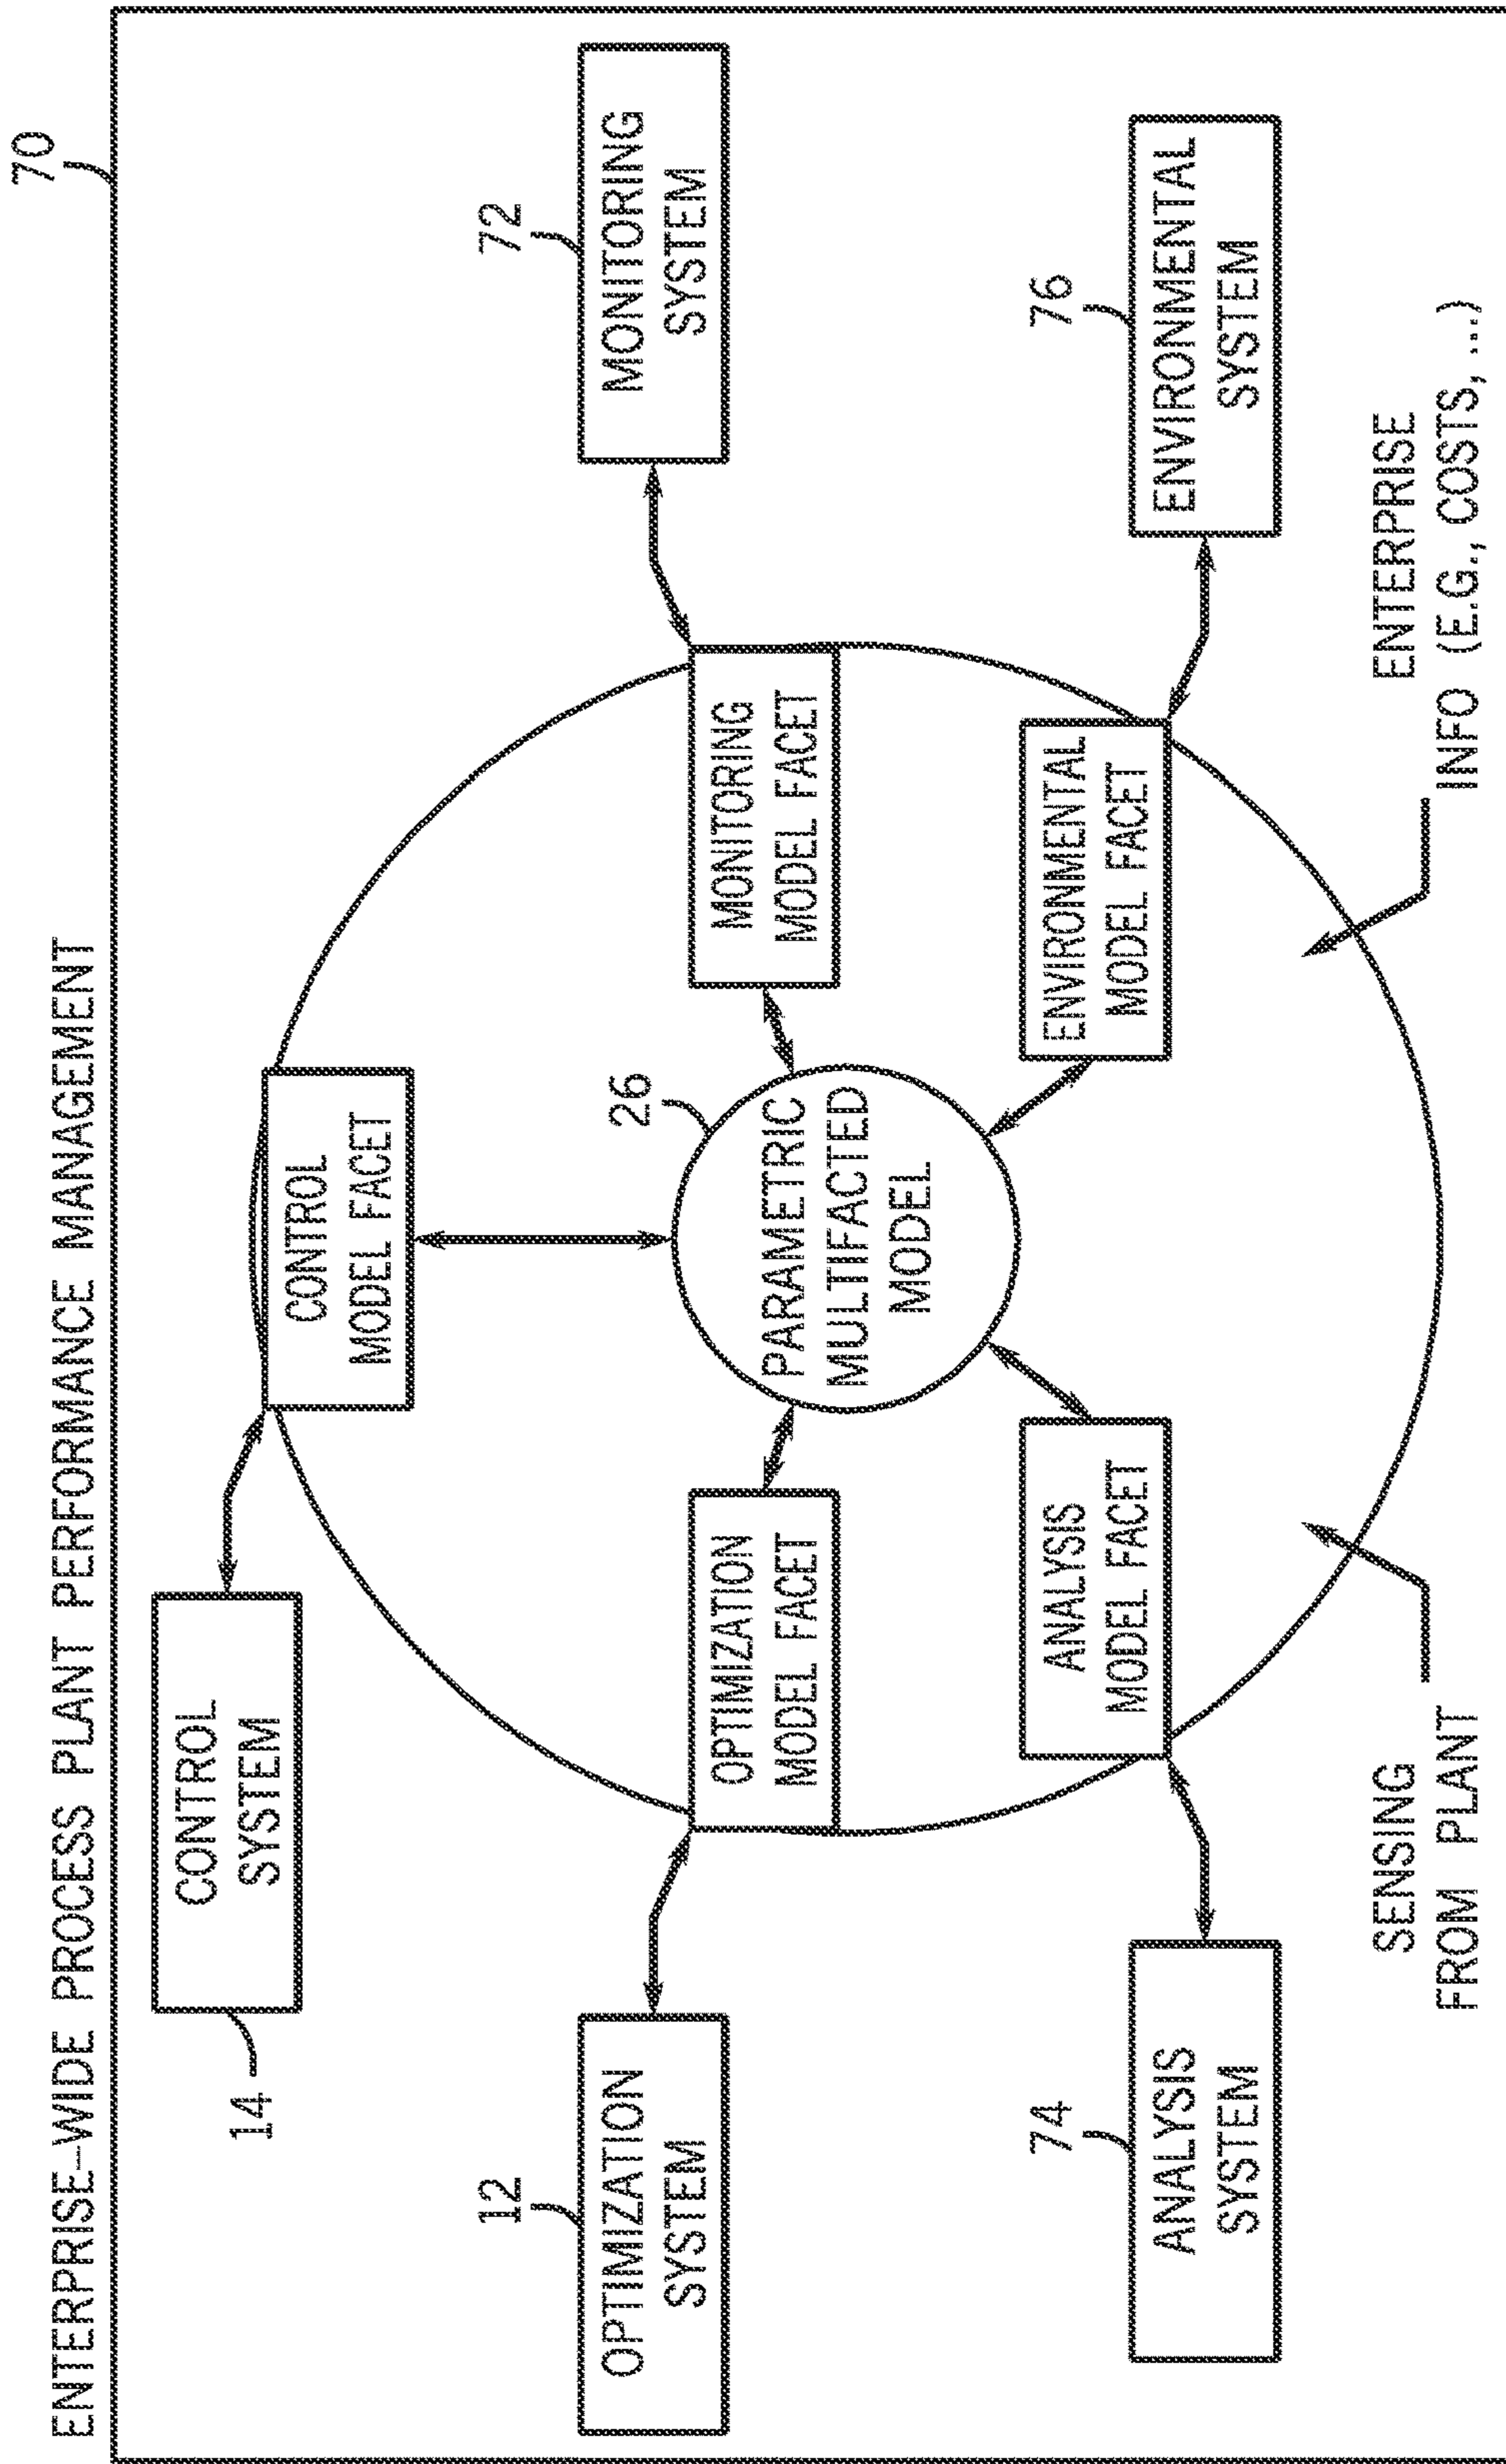 ENTERPRISE-WIDE PROCESS PLANT PERFORMANCE MANAGEMENT
70
14
CONTROL
SYSTEM
CONTROL
MODEL FACET
12
OPTIMIZATION
SYSTEM
72
MONITORING
SYSTEM
OPTIMIZATION
MODEL FACET
26
PARAMETRIC
MULTIFACTED
MODEL
MONITORING
MODEL FACET
74
ANALYSIS
SYSTEM
ANALYSIS
MODEL FACET
ENVIRONMENTAL
MODEL FACET
76
ENVIRONMENTAL
SYSTEM
SENSING
FROM PLANT
ENTERPRISE
INFO (E.G., COSTS, ...)